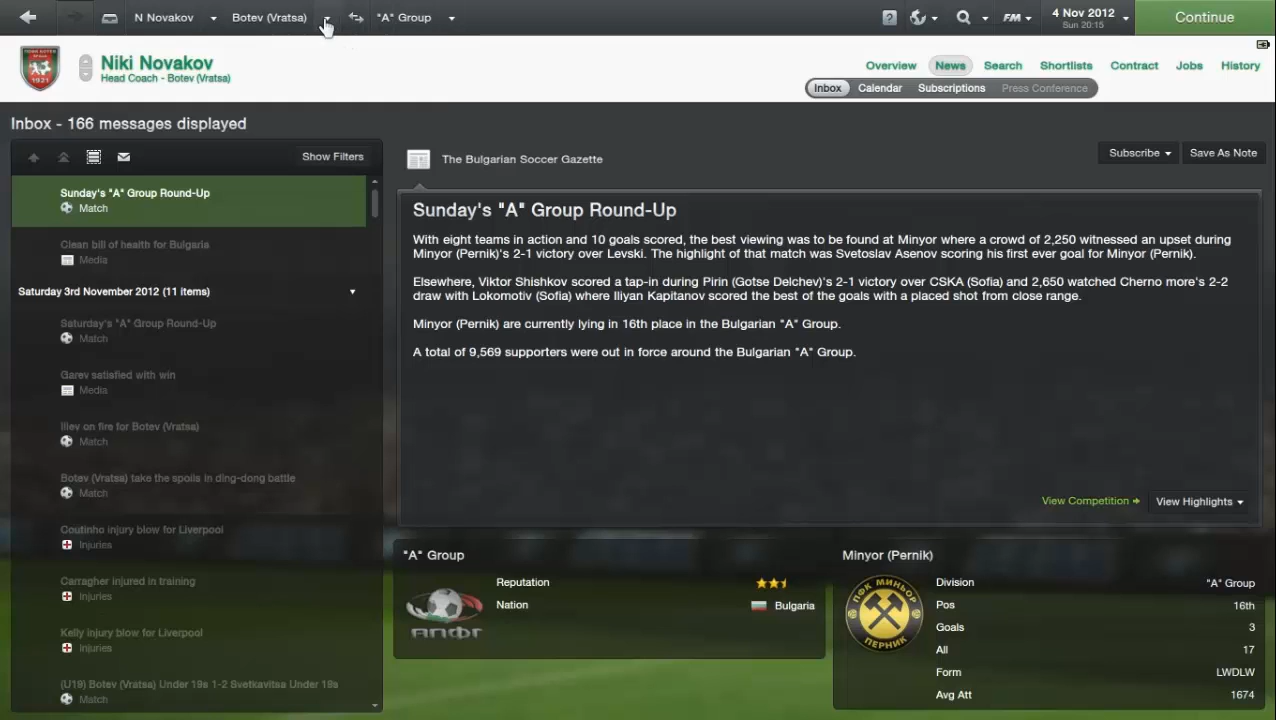 N Novakov
Botev (Vratsa)
"A" Group
FM
4 Nov 2012
Sun 20:15
Continue
Niki Novakov
Head Coach - Botev (Vratsa)
Overview
News
Search
Shortlists
Contract
Jobs
History
Inbox
Calendar
Subscriptions
Press Conference
Inbox - 166 messages displayed
Show Filters
Sunday's "A" Group Round-Up
Match
Clean bill of health for Bulgaria
Media
Saturday 3rd November 2012 (11 items)
Saturday's "A" Group Round-Up
Match
Garev satisfied with win
Media
Iliev on fire for Botev (Vratsa)
Match
Botev (Vratsa) take the spoils in ding-dong battle
Match
Coutinho injury blow for Liverpool
Injuries
Carragher injured in training
Injuries
Kelly injury blow for Liverpool
Injuries
(U19) Botev (Vratsa) Under 19s 1-2 Svetkavitsa Under 19s
Match
The Bulgarian Soccer Gazette
Subscribe
Save As Note
Sunday's "A" Group Round-Up
With eight teams in action and 10 goals scored, the best viewing was to be found at Minyor where a crowd of 2,250 witnessed an upset during
Minyor (Pernik)'s 2-1 victory over Levski. The highlight of that match was Svetoslav Asenov scoring his first ever goal for Minyor (Pernik).
Elsewhere, Viktor Shishkov scored a tap-in during Pirin (Gotse Delchev)'s 2-1 victory over CSKA (Sofia) and 2,650 watched Cherno more's 2-2
draw with Lokomotiv (Sofia) where Iliyan Kapitanov scored the best of the goals with a placed shot from close range.
Minyor (Pernik) are currently lying in 16th place in the Bulgarian "A" Group.
A total of 9,569 supporters were out in force around the Bulgarian "A" Group.
View Competition
View Highlights
"A" Group
Reputation
Nation
Bulgaria
АПФГ
Minyor (Pernik)
Division
"A" Group
Pos
16th
Goals
3
All
17
Form
LWDLW
Avg Att
1674
ПФК МИНЬОР
ПЕРНИК
1921